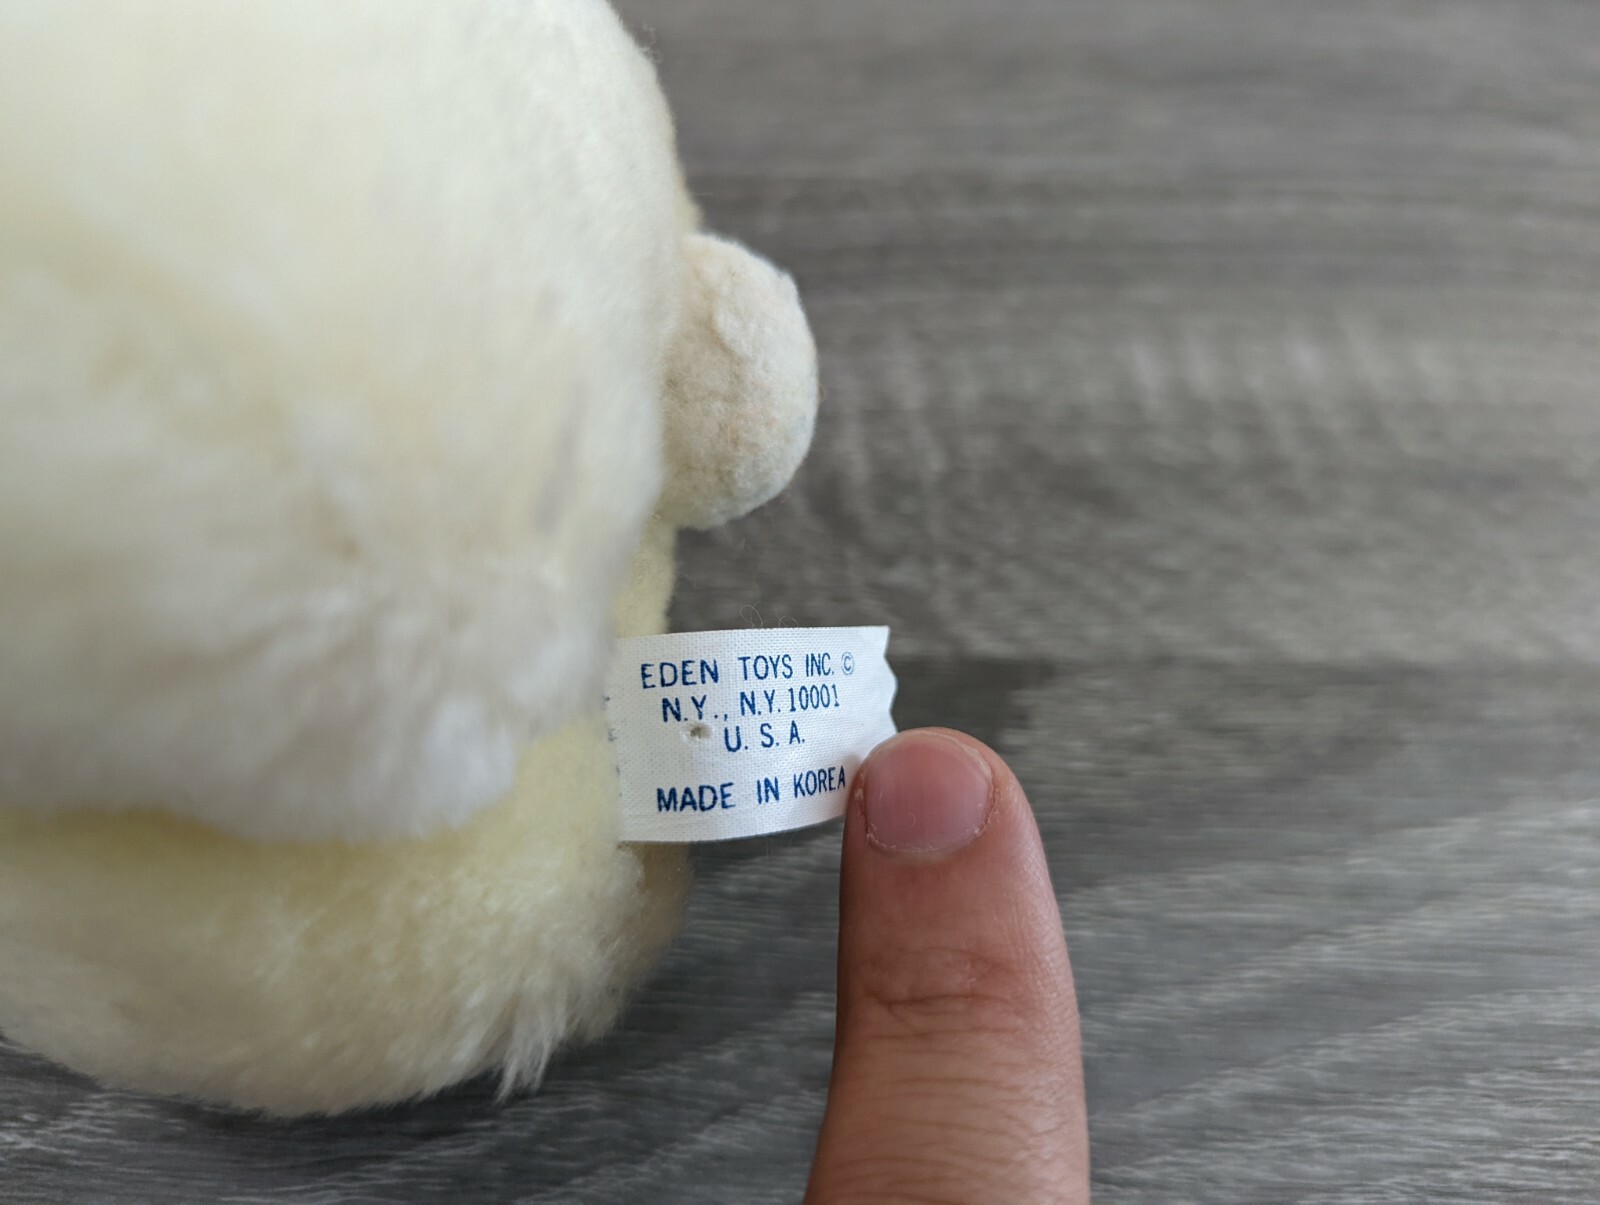 EDEN TOYS INC. ©
N.Y., N.Y. 10001
U. S. A.
MADE IN KOREA